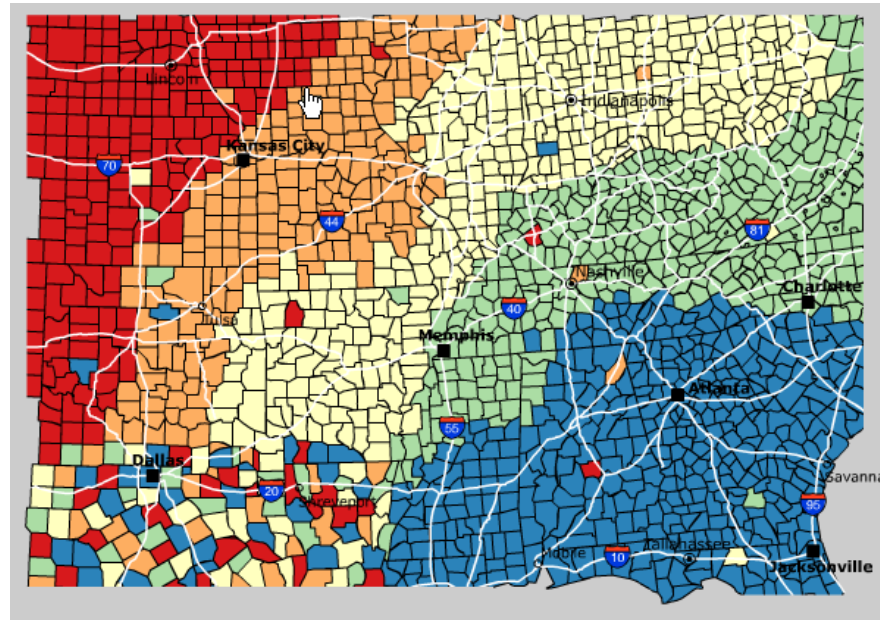 Lincoln
Indianapolis
Kansas City
70
44
81
Nashville
Charlotte
Tulsa
40
Memphis
Atlanta
55
Dallas
20
Shreveport
Savanna
95
10
Tallahassee
Jacksonville